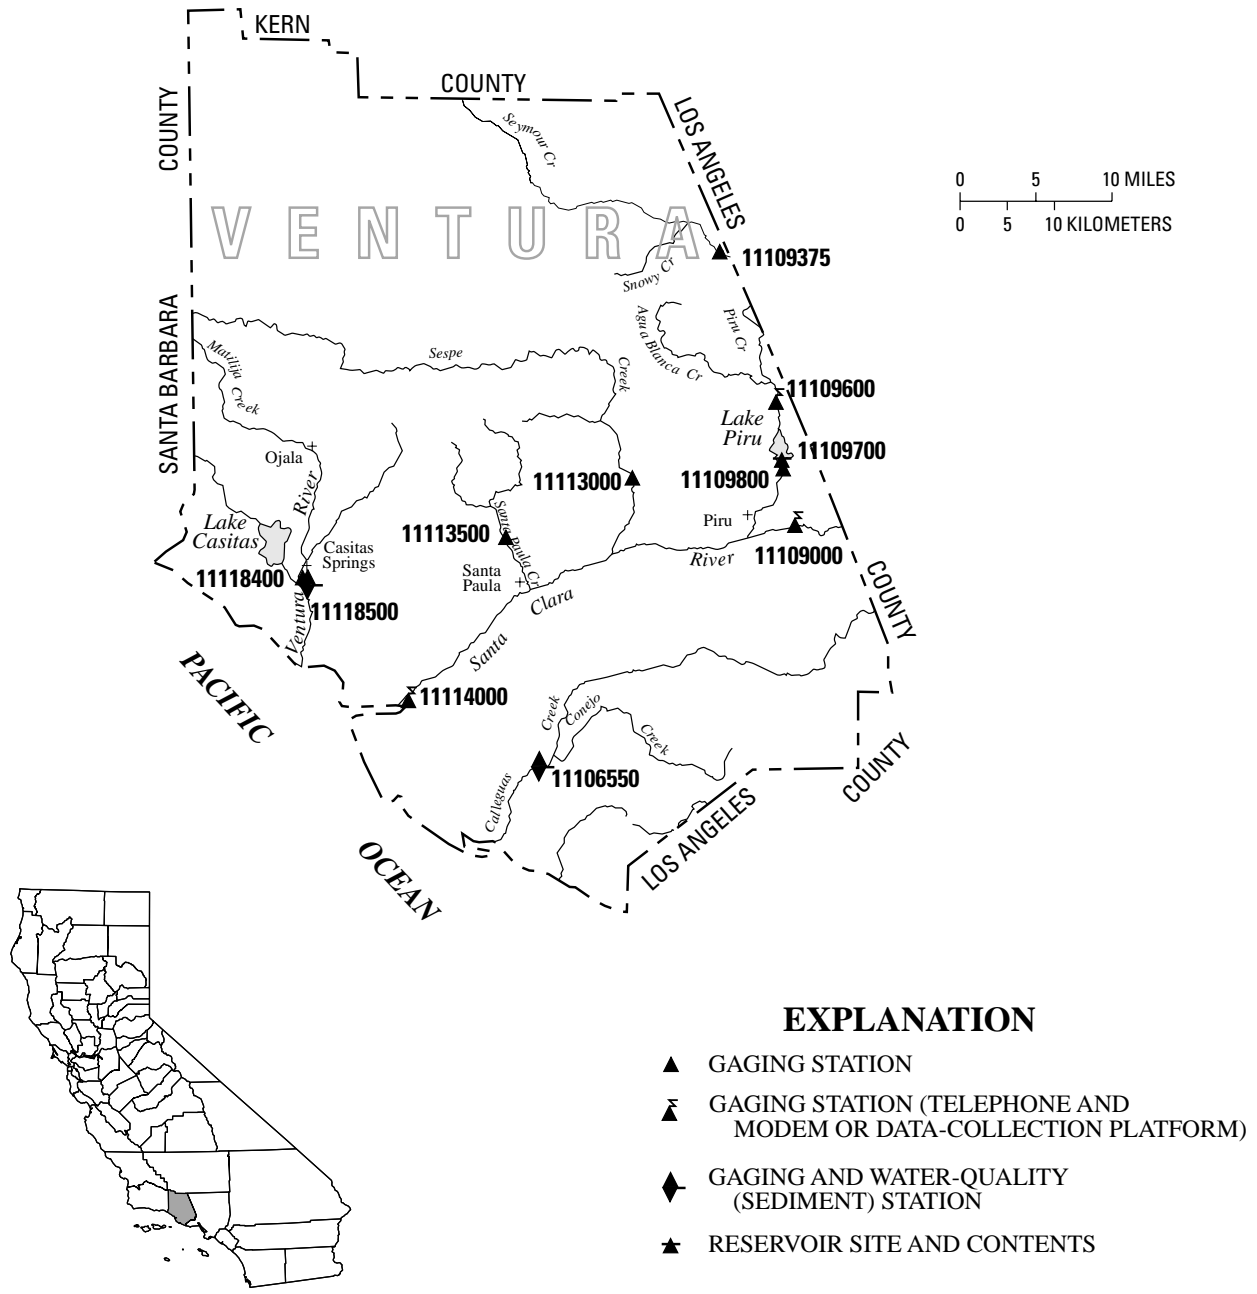 KERN
COUNTY
COUNTY
LOS ANGELES
Seymour Cr
0 5 10 MILES
0 5 10 KILOMETERS
VENTURA
11109375
Snowy Cr
SANTA BARBARA
Agua Blanca Cr
Piru Cr
Sespe
Creek
Matilija
Creek
11109600
Lake
Piru
11109700
Ojala
River
11113000
11109800
Piru
Lake
Casitas
11113500
Santa Paula Cr
Casitas
Springs
River
11109000
11118400
Santa
Paula
Clara
COUNTY
11118500
Ventura
Santa
PACIFIC
11114000
Creek
Conejo
Creek
COUNTY
11106550
Calleguas
LOS ANGELES
OCEAN
EXPLANATION
GAGING STATION
GAGING STATION (TELEPHONE AND
MODEM OR DATA-COLLECTION PLATFORM)
GAGING AND WATER-QUALITY
(SEDIMENT) STATION
RESERVOIR SITE AND CONTENTS